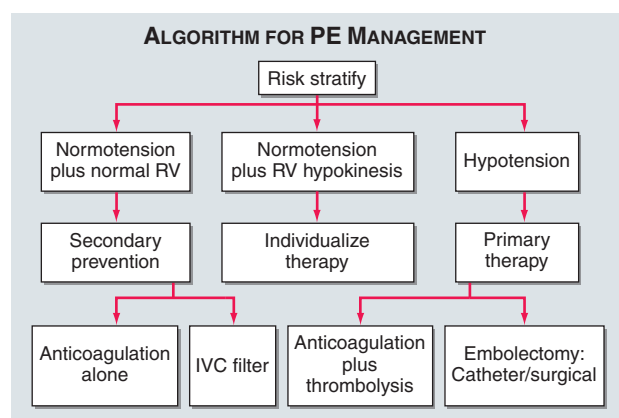 ALGORITHM FOR PE MANAGEMENT
Risk stratify
Normotension
plus normal RV
Normotension
plus RV hypokinesis
Hypotension
Secondary
prevention
Individualize
therapy
Primary
therapy
Anticoagulation
alone
IVC filter
Anticoagulation
plus
thrombolysis
Embolectomy:
Catheter/surgical